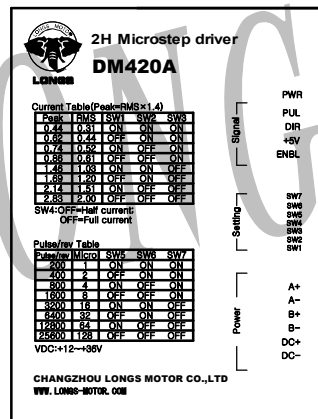 LONGS MOTOR
LONGS
2H Microstep driver
DM420A
Current Table(Peak=RMS×1.4)
Peak RMS SW1 SW2 SW3
0.44 0.31 ON ON ON
0.62 0.44 OFF ON ON
0.74 0.52 ON OFF ON
0.86 0.61 OFF OFF ON
1.46 1.03 ON ON OFF
1.69 1.20 OFF ON OFF
2.14 1.51 ON OFF OFF
2.83 2.00 OFF OFF OFF
SW4:OFF=Half current;
OFF=Full current
Pulse/rev Table
Pulse/rev Micro SW5 SW6 SW7
200 1 ON ON ON
400 2 OFF ON ON
800 4 ON OFF ON
1600 8 OFF OFF ON
3200 16 ON ON OFF
6400 32 OFF ON OFF
12800 64 ON OFF OFF
25600 128 OFF OFF OFF
VDC:+12~+36V
CHANGZHOU LONGS MOTOR CO.,LTD
WWW.LONGS-MOTOR.COM
Signal
PWR
PUL
DIR
+5V
ENBL
Setting
SW7
SW6
SW5
SW4
SW3
SW2
SW1
Power
A+
A-
B+
B-
DC+
DC-